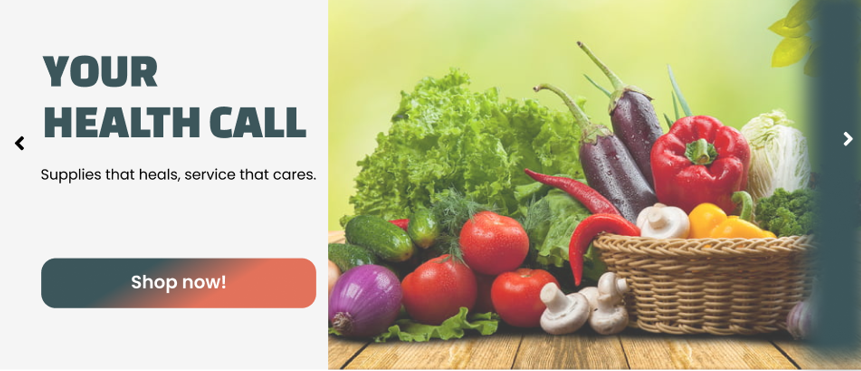 YOUR
HEALTH CALL
Supplies that heals, service that cares.
Shop now!